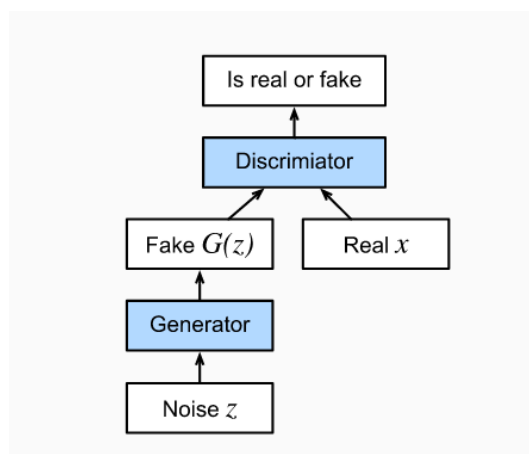 Is real or fake
Discrimiator
Fake G(z)
Real x
Generator
Noise z